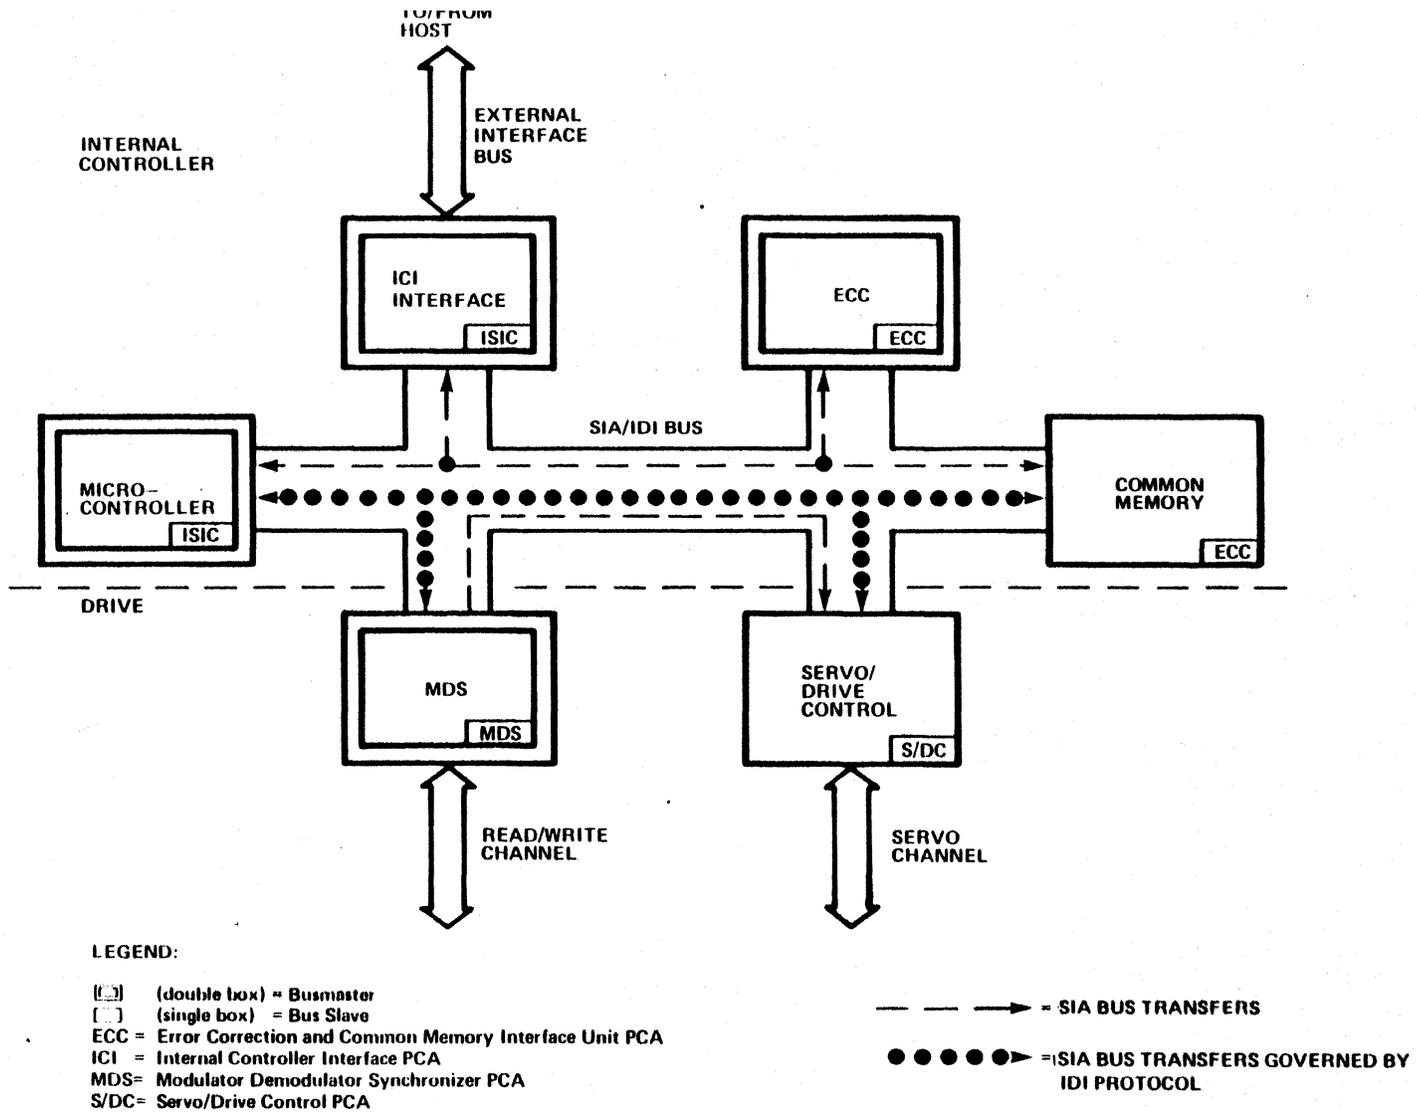 TO/FROM
HOST
EXTERNAL
INTERFACE
BUS
INTERNAL
CONTROLLER
ICI
INTERFACE
ISIC
ECC
ECC
SIA/IDI BUS
MICRO-
CONTROLLER
ISIC
COMMON
MEMORY
ECC
DRIVE
MDS
MDS
SERVO/
DRIVE
CONTROL
S/DC
READ/WRITE
CHANNEL
SERVO
CHANNEL
LEGEND:
(double box) = Busmaster
(single box) = Bus Slave
ECC = Error Correction and Common Memory Interface Unit PCA
ICI = Internal Controller Interface PCA
MDS= Modulator Demodulator Synchronizer PCA
S/DC= Servo/Drive Control PCA
= SIA BUS TRANSFERS
= SIA BUS TRANSFERS GOVERNED BY
IDI PROTOCOL